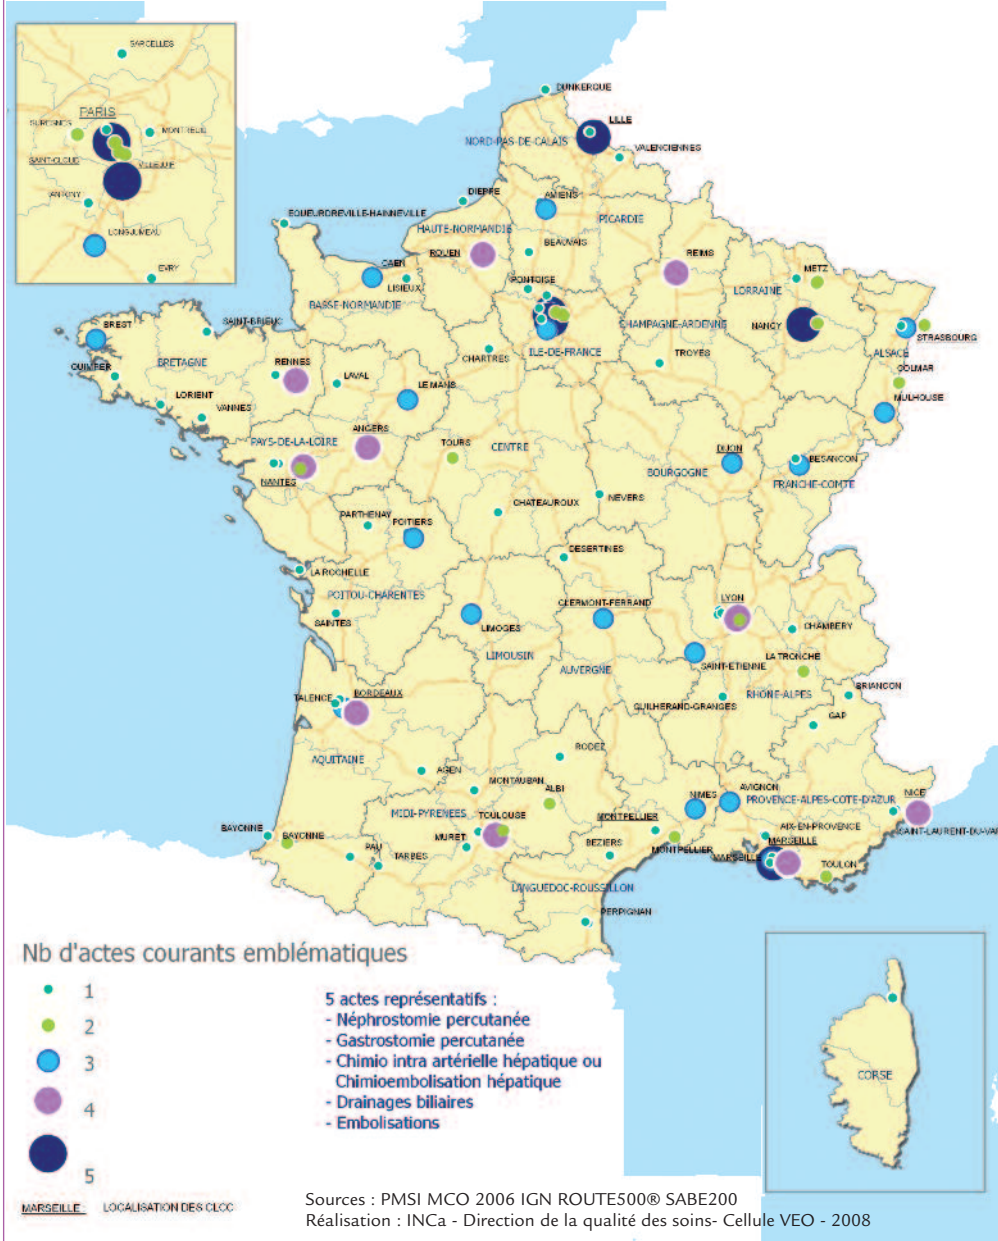 SARCELLES
PARIS
SURESNES
MONTREUIL
SAINT-CLOUD
VILLEJUIF
ANTONY
LONGJUMEAU
EVRY
DUNKERQUE
LILLE
NORD-PAS-DE-CALAIS
VALENCIENNES
DIEPPE
AMIENS
PICARDIE
EQUEURDREVILLE-HAINNEVILLE
HAUTE-NORMANDIE
ROUEN
BEAUVAIS
REIMS
CAEN
LISIEUX
PONTOISE
METZ
LORRAINE
BASSE-NORMANDIE
BREST
SAINT-BRIEUC
CHAMPAGNE-ARDENNE
NANCY
STRASBOURG
BRETAGNE
ILE-DE-FRANCE
ALSACE
QUIMPER
RENNES
CHARTRES
TROYES
COLMAR
LAVAL
LE MANS
MULHOUSE
LORIENT
VANNES
ANGERS
PAYS-DE-LA-LOIRE
TOURS
CENTRE
DIJON
BESANCON
BOURGOGNE
FRANCHE-COMTE
NANTES
NEVERS
CHATEAUROUX
PARTHENAY
POITIERS
DESERTINES
LA ROCHELLE
POITOU-CHARENTES
CLERMONT-FERRAND
LYON
SAINTES
LIMOGES
CHAMBERY
LIMOUSIN
AUVERGNE
SAINT-ETIENNE
LA TRONCHE
RHONE-ALPES
BRIANCON
TALENCE
BORDEAUX
GUILHERAND-GRANGES
GAP
AQUITAINE
RODEZ
AGEN
MONTAUBAN
ALBI
NIMES
AVIGNON
PROVENCE-ALPES-COTE-D'AZUR
NICE
MIDI-PYRENEES
TOULOUSE
MONTPELLIER
BAYONNE
BAYONNE
MURET
AIX-EN-PROVENCE
SAINT-LAURENT-DU-VAR
PAU
TARBES
BEZIERS
MONTPELLIER
MARSEILLE
MARSEILLE
TOULON
LANGUEDOC-ROUSSILLON
PERPIGNAN
Nb d'actes courants emblématiques
1
2
3
4
5
5 actes représentatifs :
- Néphrostomie percutanée
- Gastrostomie percutanée
- Chimio intra artérielle hépatique ou
Chimioembolisation hépatique
- Drainages biliaires
- Embolisations
CORSE
MARSEILLE: LOCALISATION DES CLCC
Sources : PMSI MCO 2006 IGN ROUTE500® SABE200
Réalisation : INCa - Direction de la qualité des soins- Cellule VEO - 2008